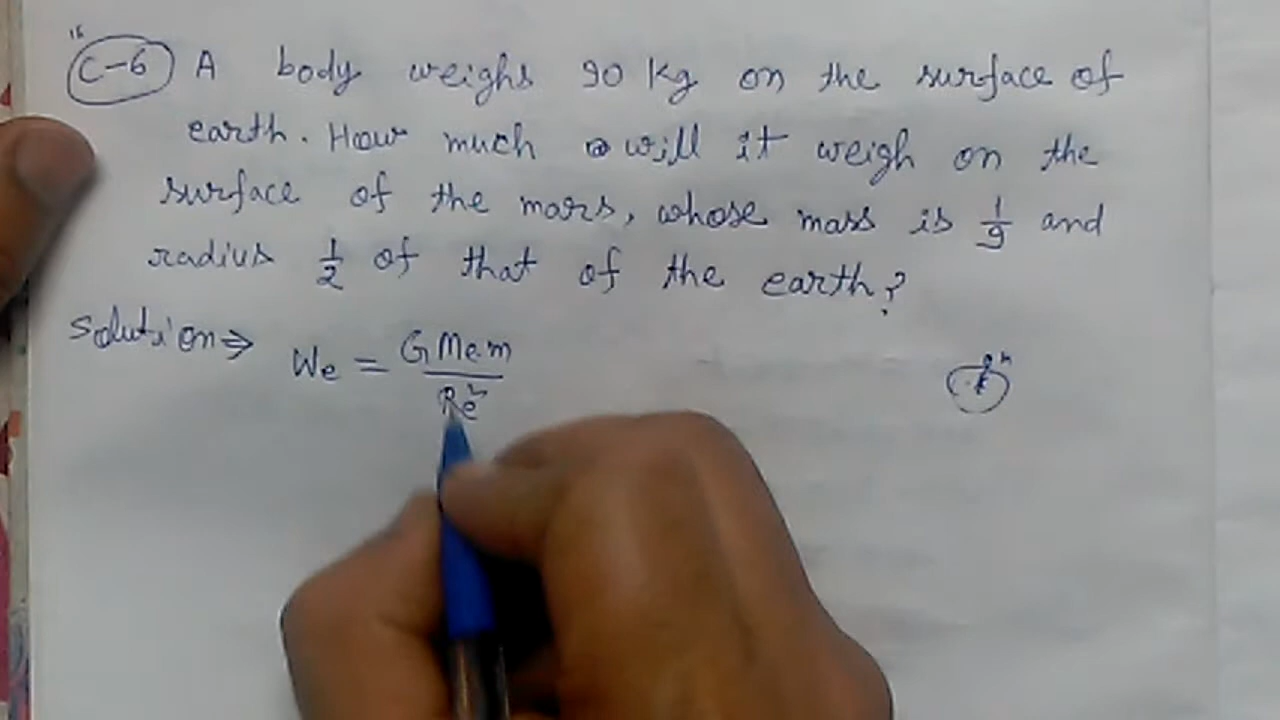 C-6 A body weighs 90 Kg on the surface of
earth. How much will it weigh on the
surface of the mars, whose mass is 1/9 and
radius 1/2 of that of the earth?
Solution⇒ We = GMem/Re²